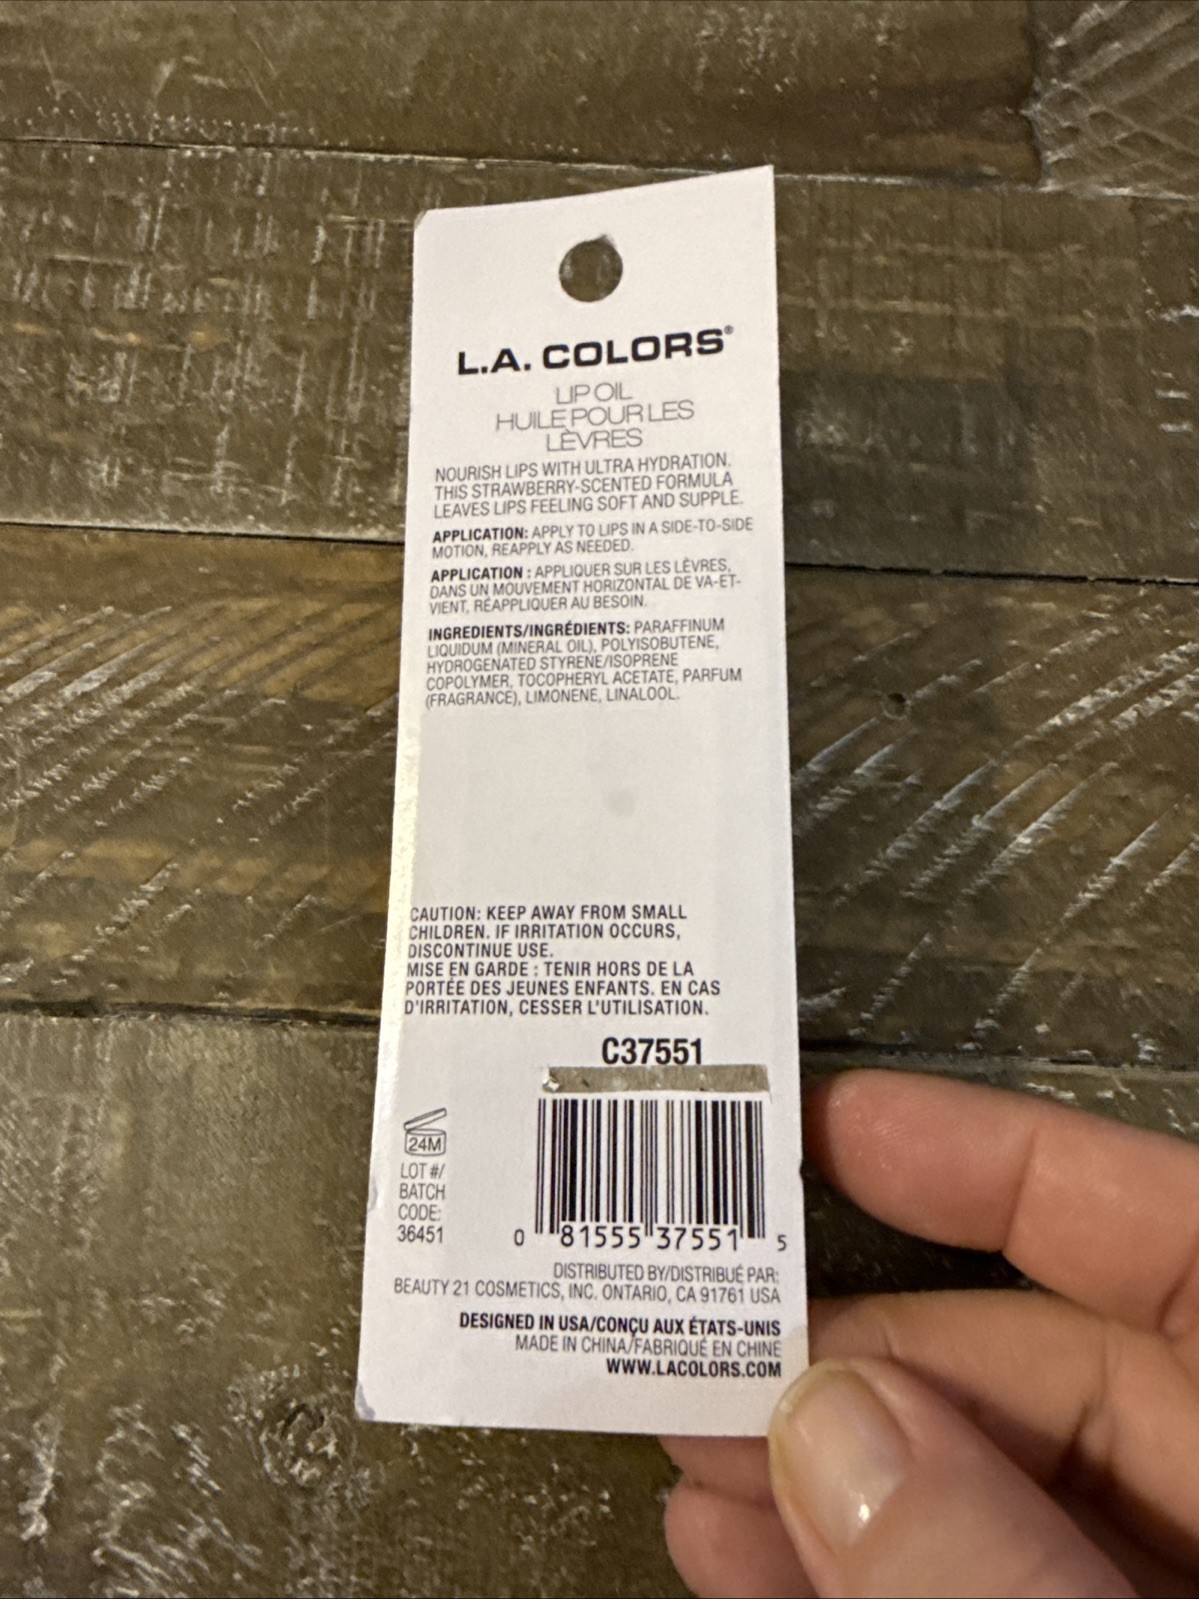 L.A. COLORS®
LIP OIL
HUILE POUR LES
LÈVRES
NOURISH LIPS WITH ULTRA HYDRATION.
THIS STRAWBERRY-SCENTED FORMULA
LEAVES LIPS FEELING SOFT AND SUPPLE.
APPLICATION: APPLY TO LIPS IN A SIDE-TO-SIDE
MOTION, REAPPLY AS NEEDED.
APPLICATION : APPLIQUER SUR LES LÈVRES,
DANS UN MOUVEMENT HORIZONTAL DE VA-ET-
VIENT, RÉAPPLIQUER AU BESOIN.
INGREDIENTS/INGRÉDIENTS: PARAFFINUM
LIQUIDUM (MINERAL OIL), POLYISOBUTENE,
HYDROGENATED STYRENE/ISOPRENE
COPOLYMER, TOCOPHERYL ACETATE, PARFUM
(FRAGRANCE), LIMONENE, LINALOOL.
CAUTION: KEEP AWAY FROM SMALL
CHILDREN. IF IRRITATION OCCURS,
DISCONTINUE USE.
MISE EN GARDE : TENIR HORS DE LA
PORTÉE DES JEUNES ENFANTS. EN CAS
D'IRRITATION, CESSER L'UTILISATION.
C37551
24M
LOT #/
BATCH
CODE:
36451
0 81555 37551 5
DISTRIBUTED BY/DISTRIBUÉ PAR:
BEAUTY 21 COSMETICS, INC. ONTARIO, CA 91761 USA
DESIGNED IN USA/CONÇU AUX ÉTATS-UNIS
MADE IN CHINA/FABRIQUÉ EN CHINE
WWW.LACOLORS.COM